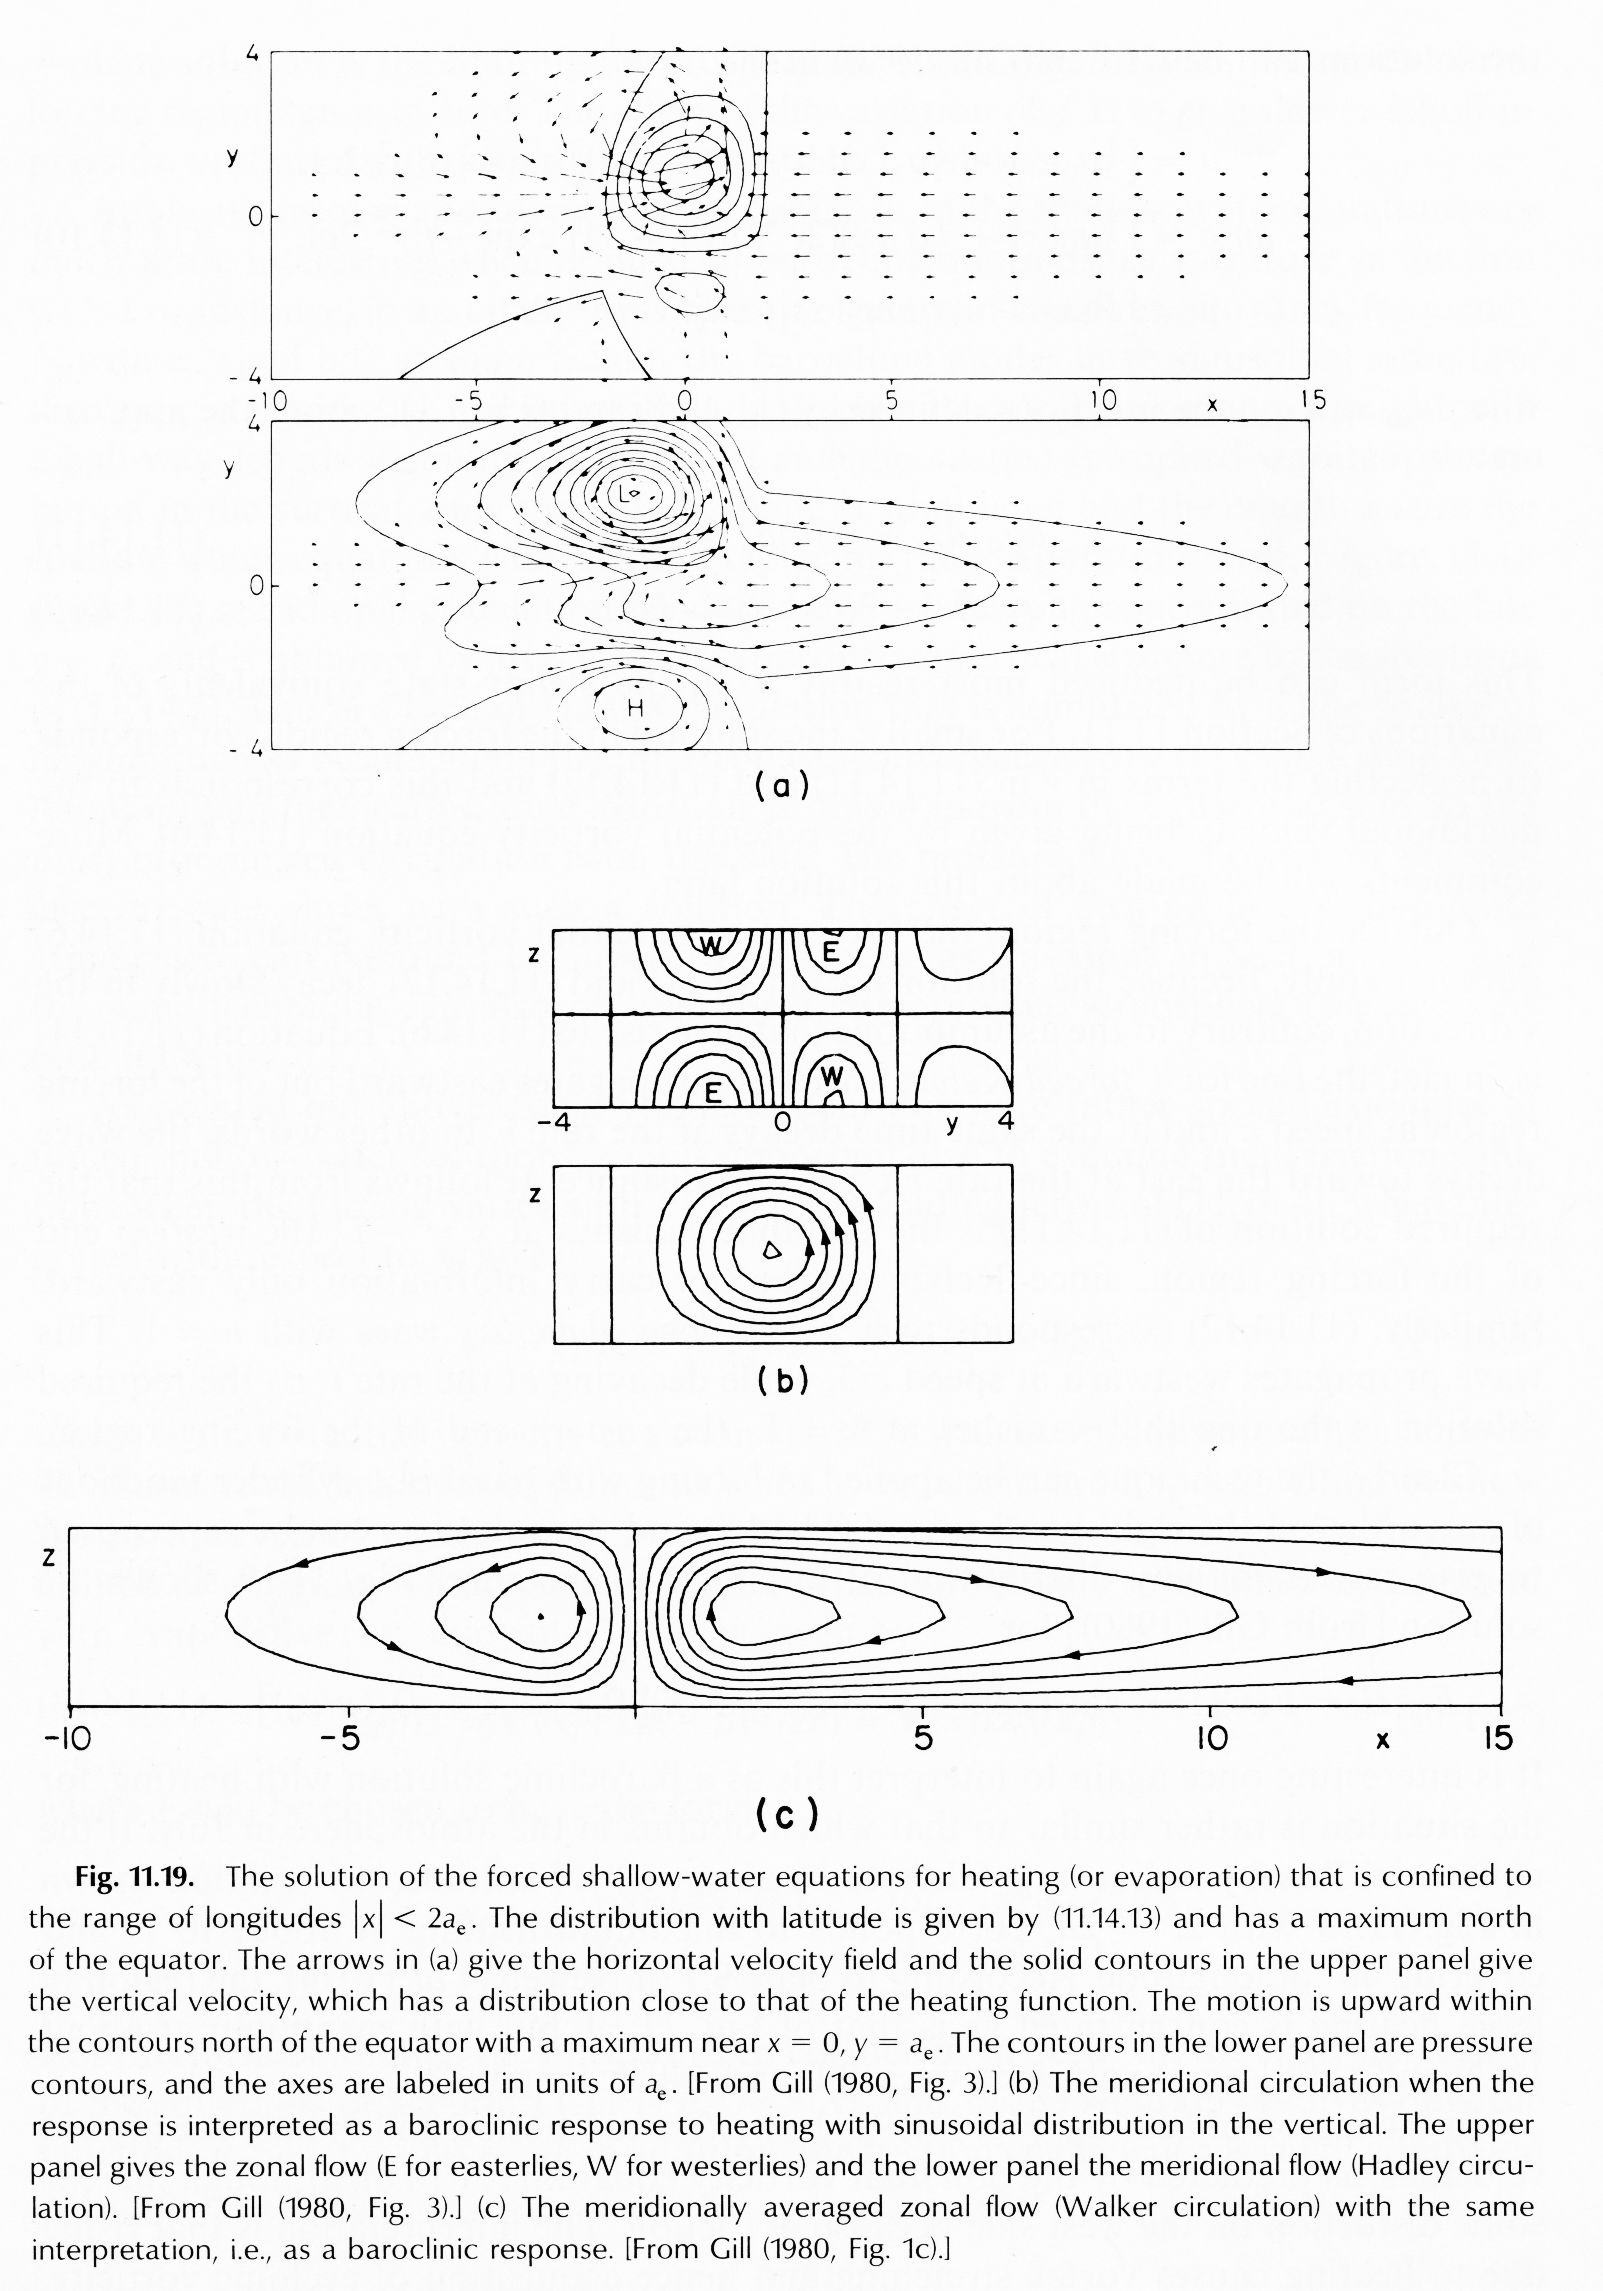 4
y
0
- 4
-10 -5 0 5 10 x 15
4
y
L
0
H
- 4
(a)
z W E
E W
-4 0 y 4
z
(b)
z
-10 -5 5 10 x 15
(c)
Fig. 11.19. The solution of the forced shallow-water equations for heating (or evaporation) that is confined to
the range of longitudes |x| < 2aₑ. The distribution with latitude is given by (11.14.13) and has a maximum north
of the equator. The arrows in (a) give the horizontal velocity field and the solid contours in the upper panel give
the vertical velocity, which has a distribution close to that of the heating function. The motion is upward within
the contours north of the equator with a maximum near x = 0, y = aₑ. The contours in the lower panel are pressure
contours, and the axes are labeled in units of aₑ. [From Gill (1980, Fig. 3).] (b) The meridional circulation when the
response is interpreted as a baroclinic response to heating with sinusoidal distribution in the vertical. The upper
panel gives the zonal flow (E for easterlies, W for westerlies) and the lower panel the meridional flow (Hadley circu-
lation). [From Gill (1980, Fig. 3).] (c) The meridionally averaged zonal flow (Walker circulation) with the same
interpretation, i.e., as a baroclinic response. [From Gill (1980, Fig. 1c).]